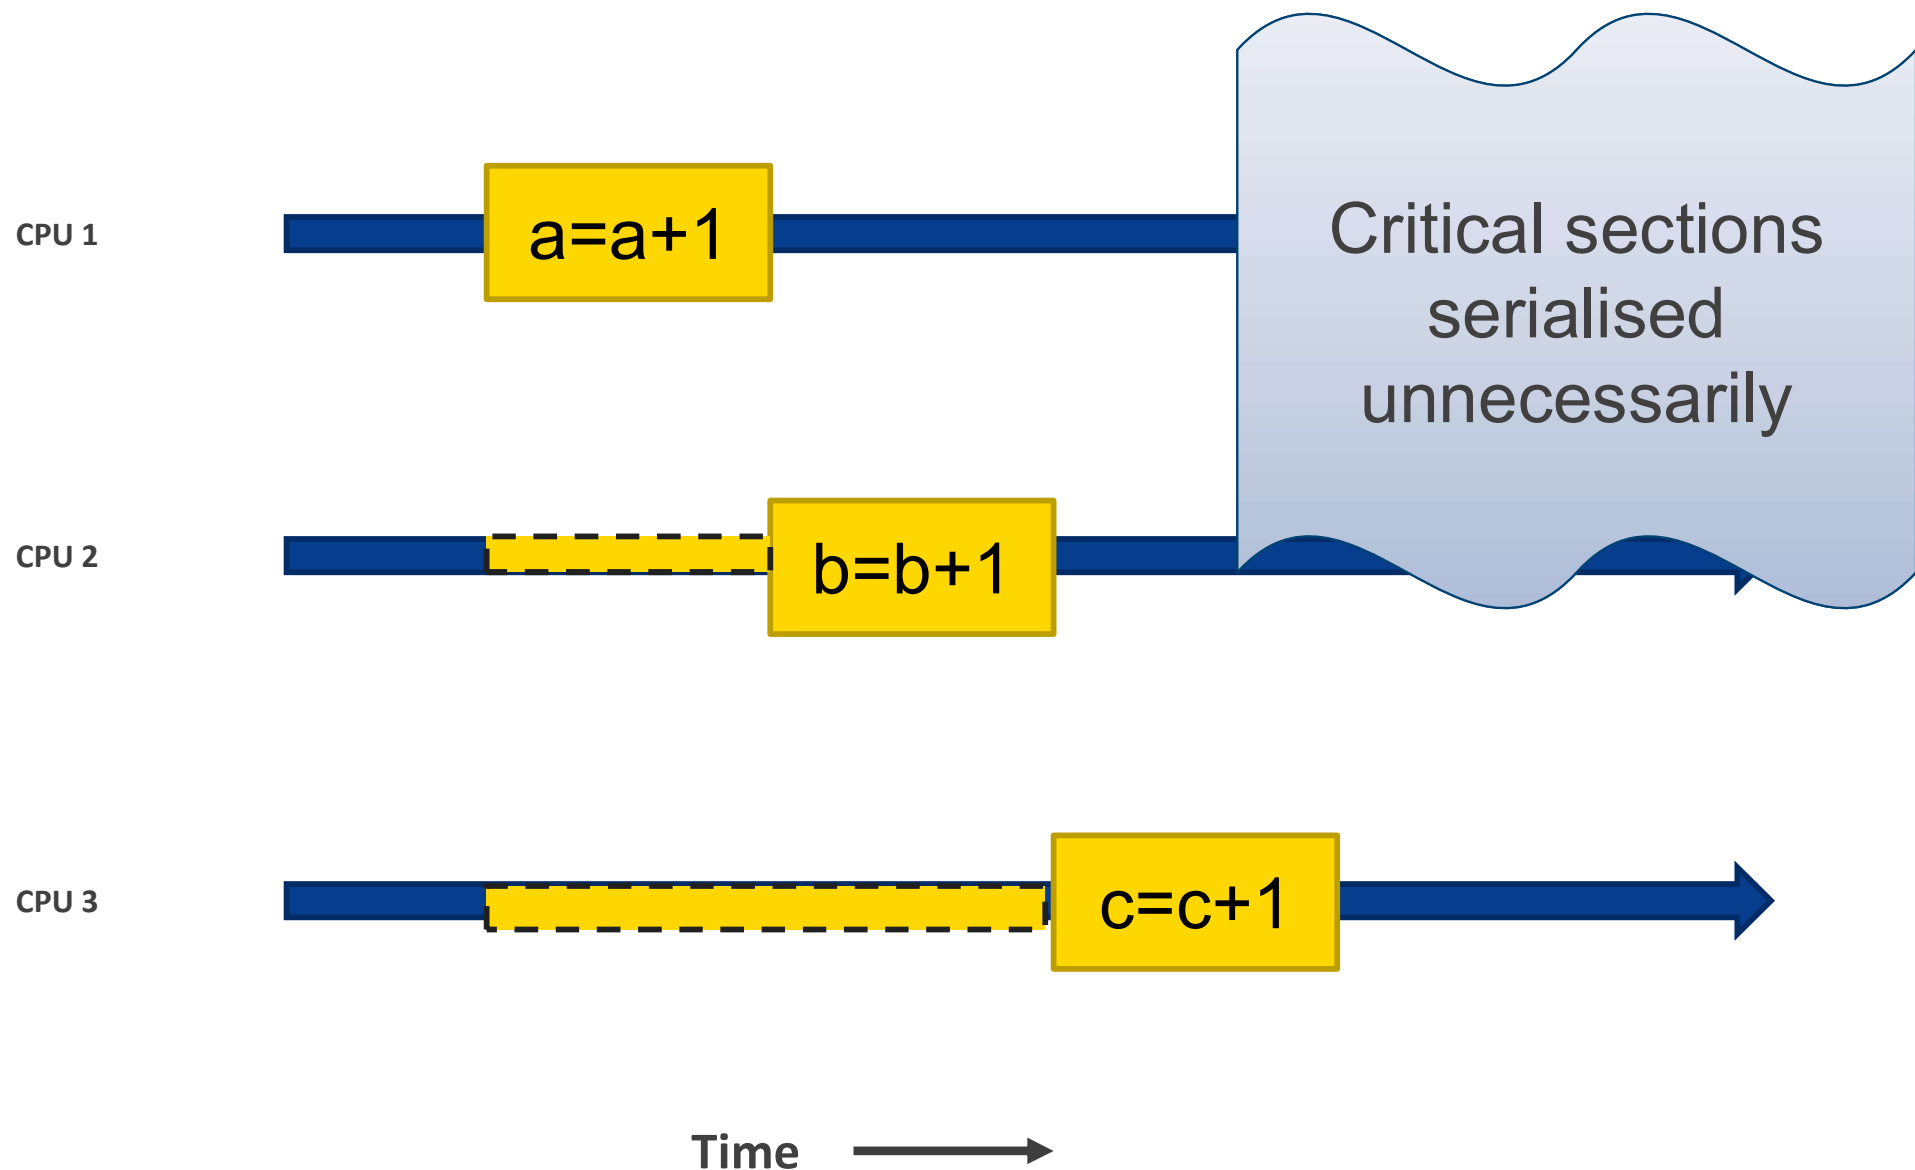 CPU 1
a=a+1
Critical sections
serialised
unnecessarily
CPU 2
b=b+1
CPU 3
c=c+1
Time